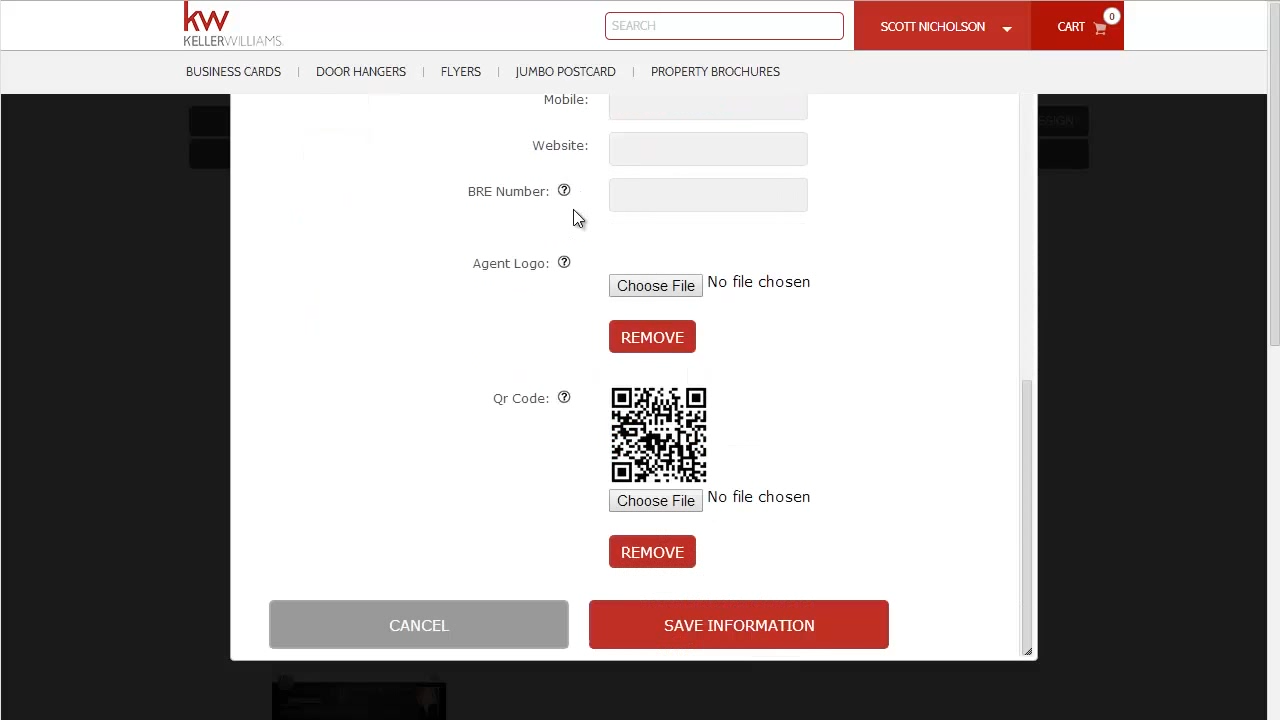 kw
KELLERWILLIAMS.
SEARCH
SCOTT NICHOLSON
CART
0
BUSINESS CARDS
DOOR HANGERS
FLYERS
JUMBO POSTCARD
PROPERTY BROCHURES
Mobile:
Website:
BRE Number: ?
Agent Logo: ?
Choose File No file chosen
REMOVE
Qr Code: ?
Choose File No file chosen
REMOVE
CANCEL
SAVE INFORMATION